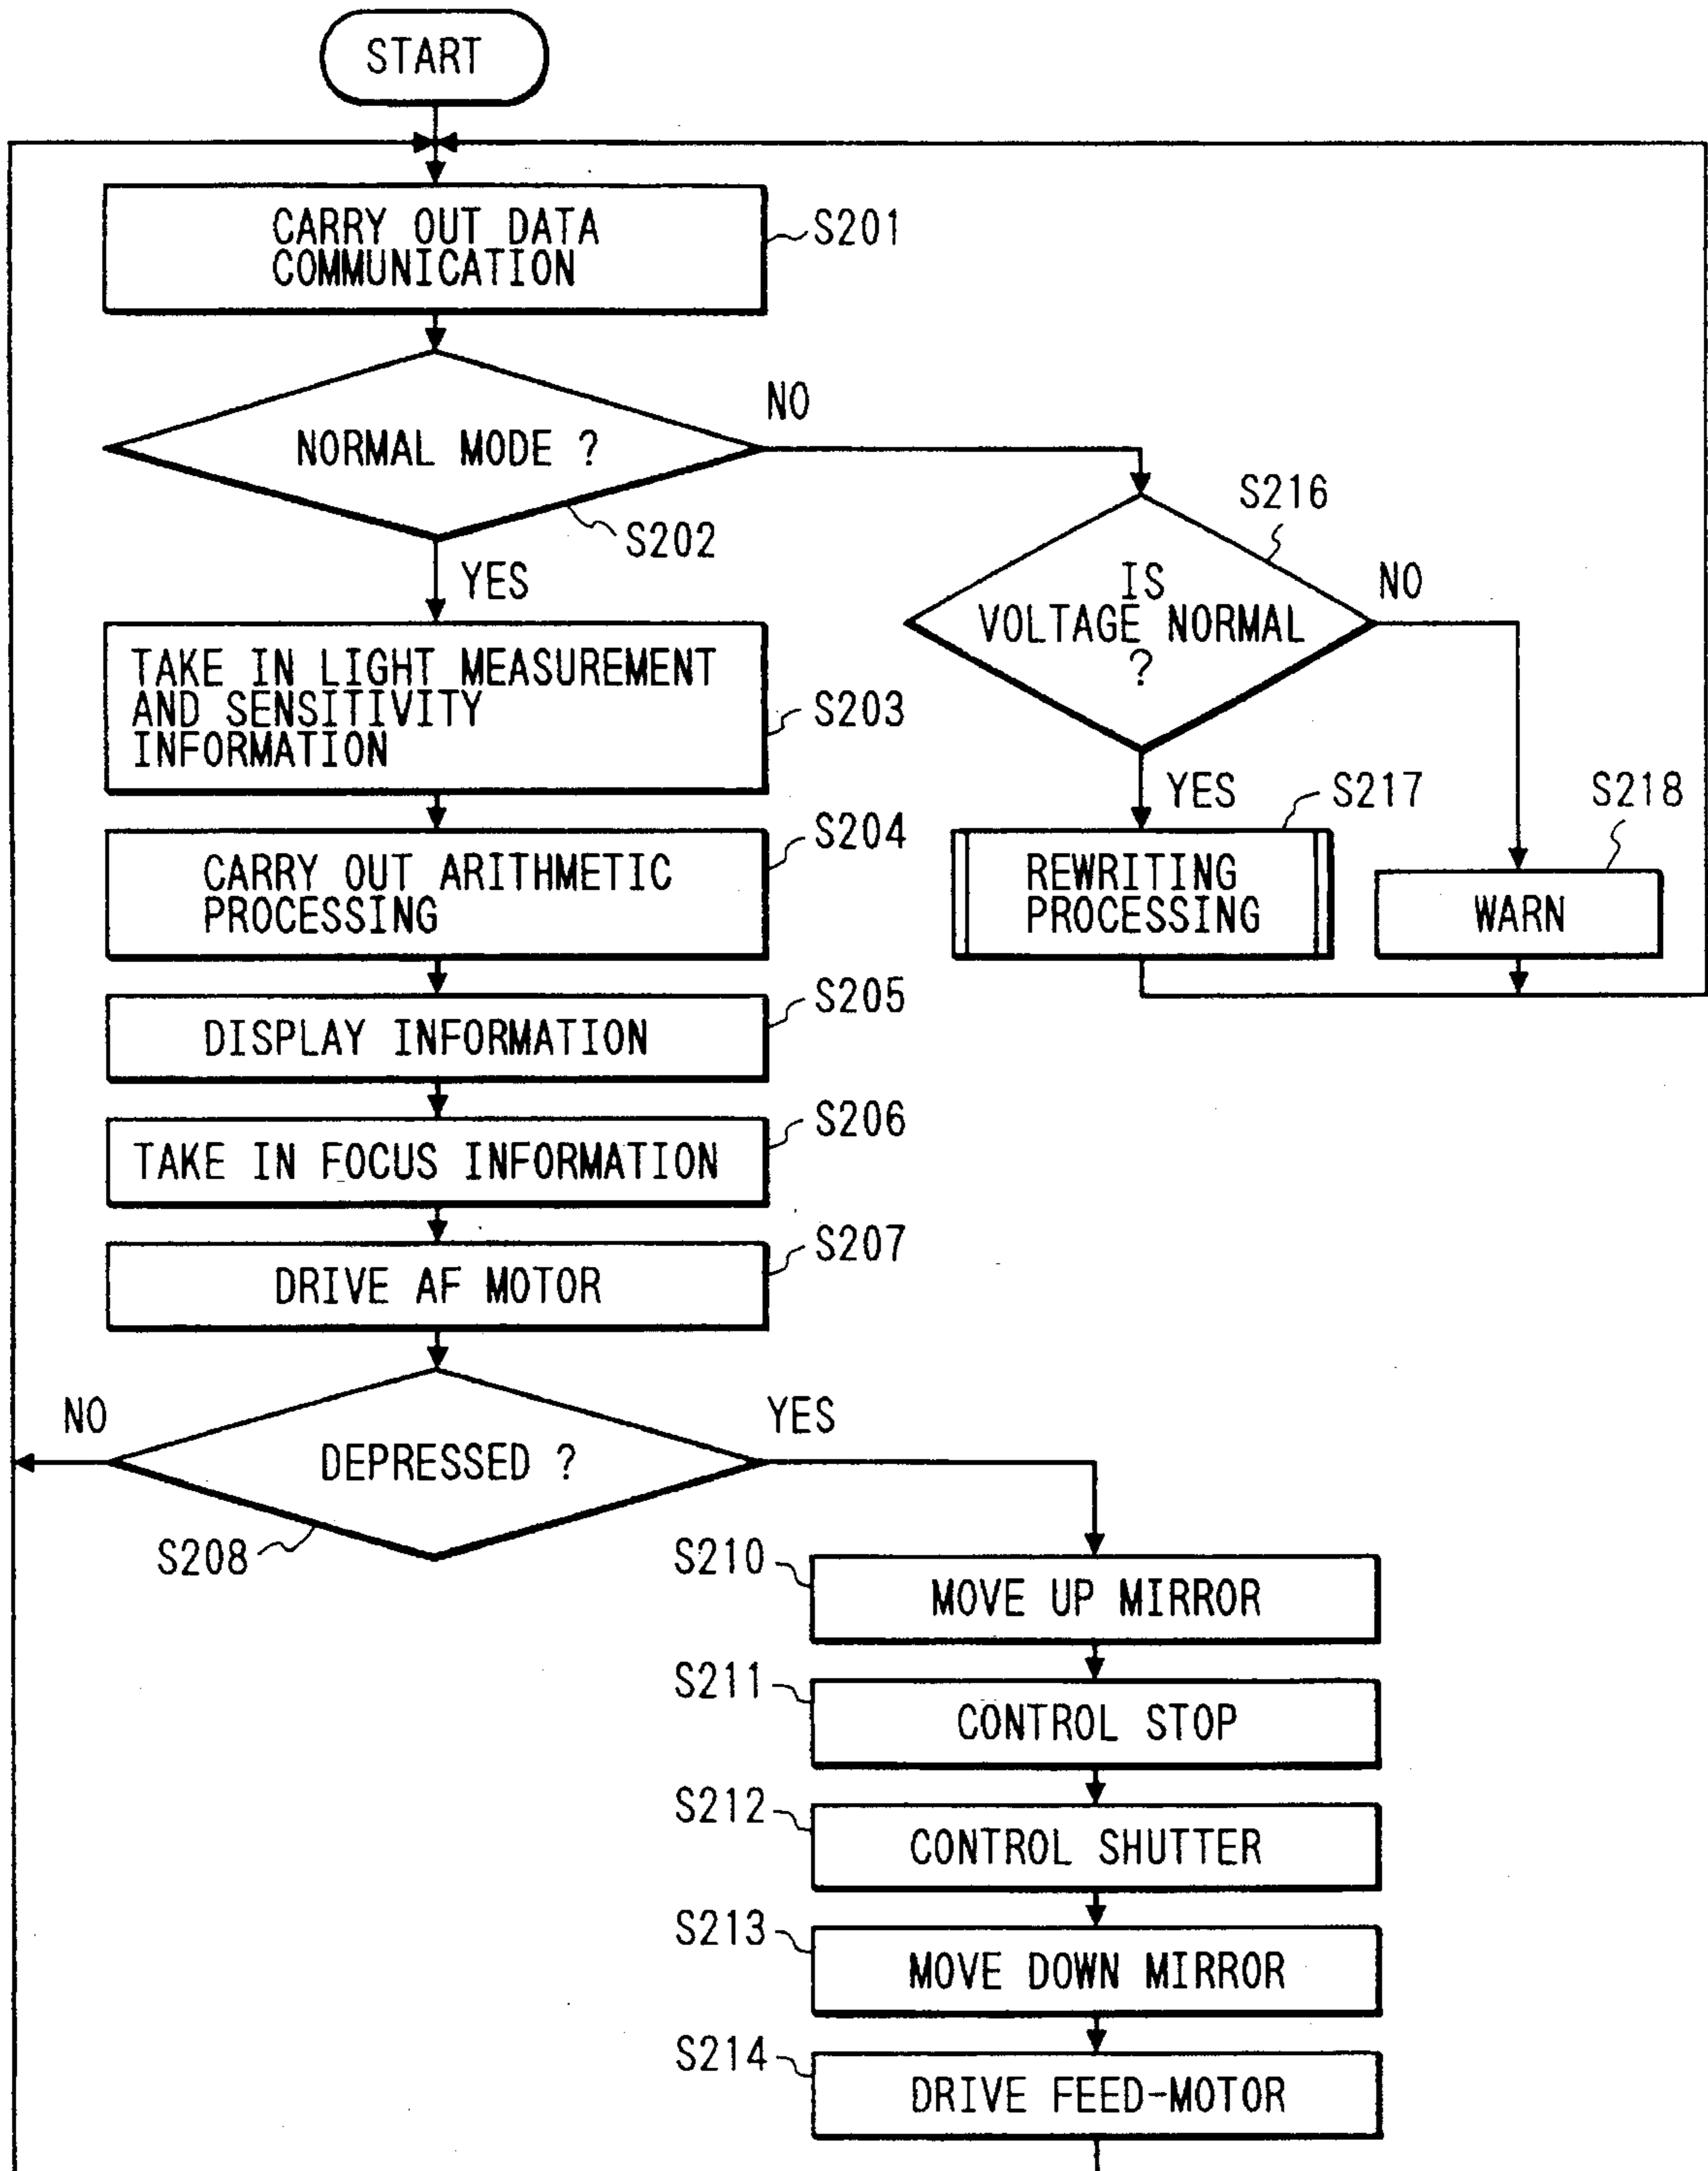 START
CARRY OUT DATA
COMMUNICATION
S201
NORMAL MODE ?
NO
S202
YES
S216
IS
VOLTAGE NORMAL
?
NO
YES
TAKE IN LIGHT MEASUREMENT
AND SENSITIVITY
INFORMATION
S203
S217
REWRITING
PROCESSING
S218
WARN
CARRY OUT ARITHMETIC
PROCESSING
S204
DISPLAY INFORMATION
S205
TAKE IN FOCUS INFORMATION
S206
DRIVE AF MOTOR
S207
NO
DEPRESSED ?
YES
S208
S210
MOVE UP MIRROR
S211
CONTROL STOP
S212
CONTROL SHUTTER
S213
MOVE DOWN MIRROR
S214
DRIVE FEED-MOTOR